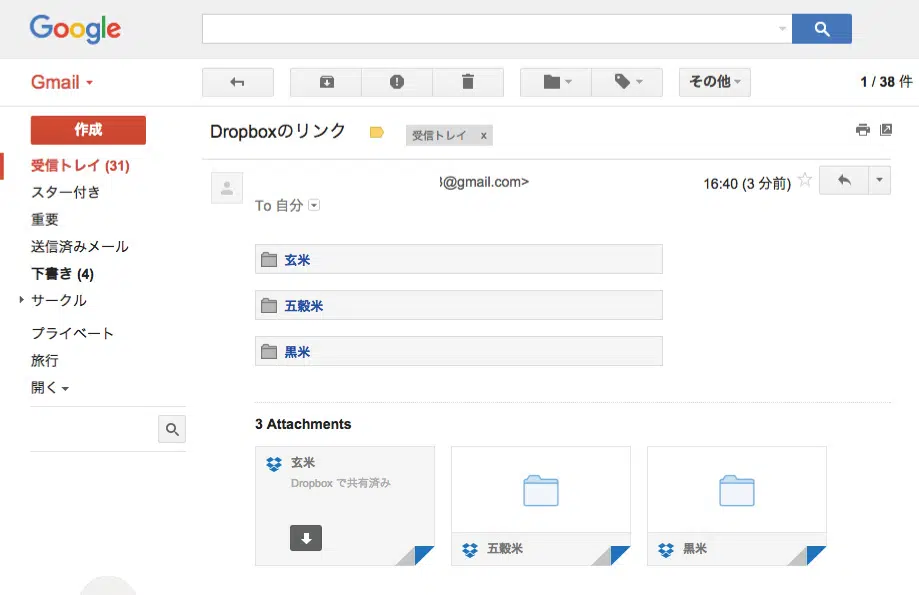 Google
Gmail
その他
1 / 38 件
作成
Dropboxのリンク
受信トレイ x
受信トレイ (31)
スター付き
重要
送信済みメール
下書き (4)
サークル
プライベート
旅行
開く
@gmail.com>
16:40 (3 分前)
To 自分
玄米
五穀米
黒米
3 Attachments
玄米
Dropbox で共有済み
五穀米
黒米